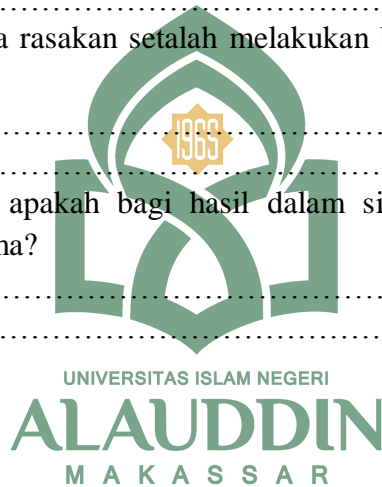 ........................................................
a rasakan setalah melakukan
........................................................
1965
........................................................
apakah bagi hasil dalam si
na?
........................................................
........................................................
UNIVERSITAS ISLAM NEGERI
ALAUDDIN
MAKASSAR